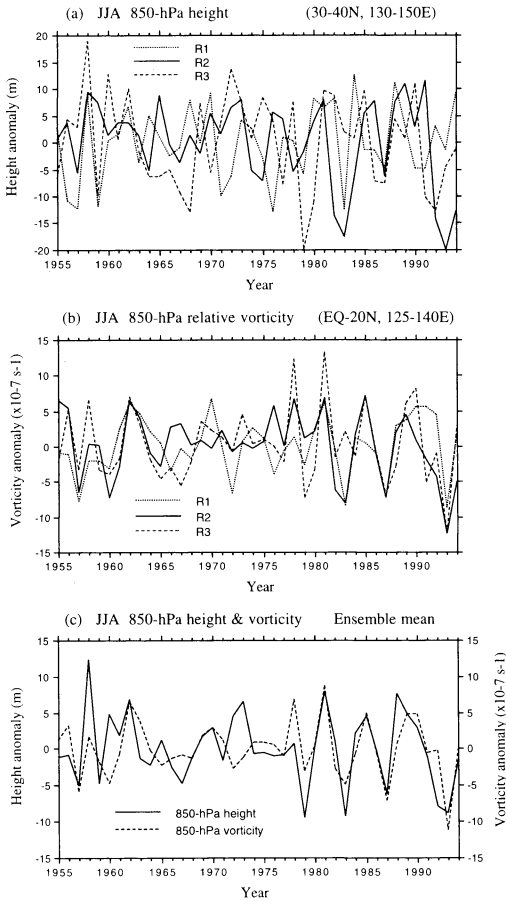 (a) JJA 850-hPa height (30-40N, 130-150E)
Height anomaly (m)
20
15
10
5
0
-5
-10
-15
-20
R1
R2
R3
1955 1960 1965 1970 1975 1980 1985 1990
Year
(b) JJA 850-hPa relative vorticity (EQ-20N, 125-140E)
Vorticity anomaly (x10-7 s-1)
15
10
5
0
-5
-10
-15
R1
R2
R3
1955 1960 1965 1970 1975 1980 1985 1990
Year
(c) JJA 850-hPa height & vorticity Ensemble mean
Height anomaly (m)
15
10
5
0
-5
-10
-15
850-hPa height
850-hPa vorticity
15
10
5
0
-5
-10
-15
Vorticity anomaly (x10-7 s-1)
1955 1960 1965 1970 1975 1980 1985 1990
Year